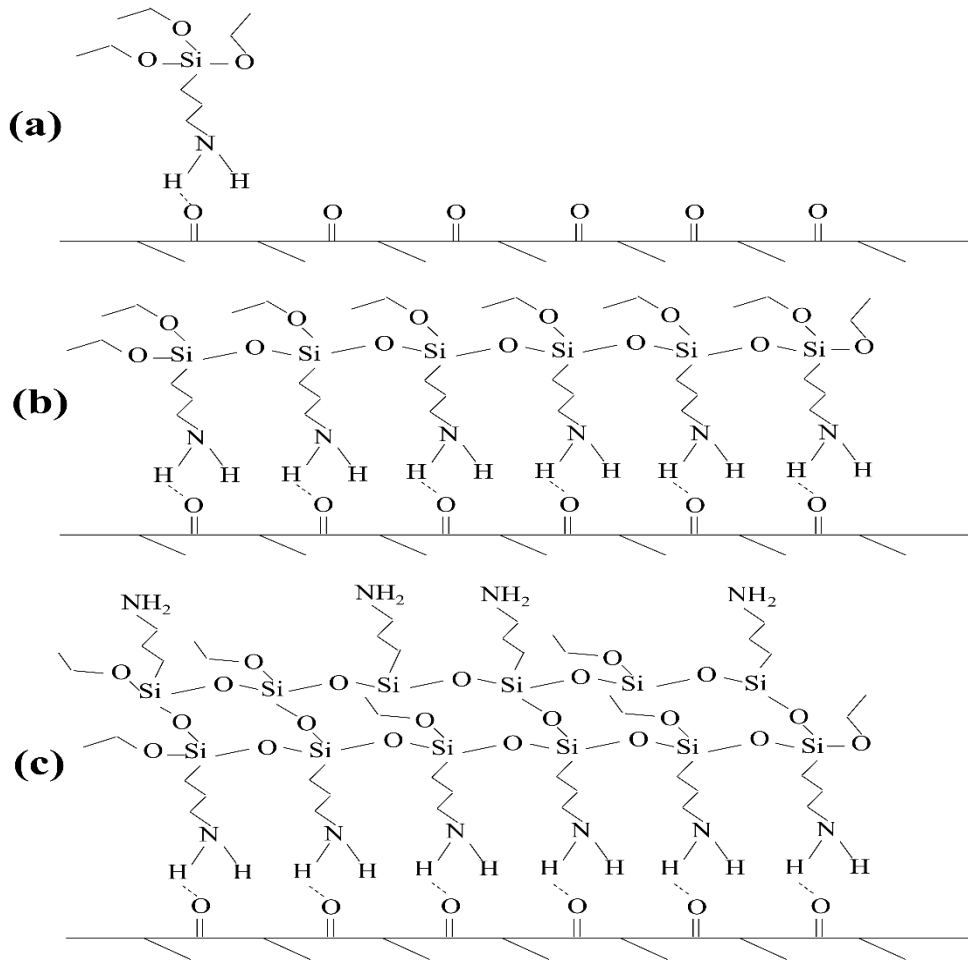 O
O Si O
(a)
N
H H
O O O O O O
O O O O O O
O Si O Si O Si O Si O Si O Si O
(b)
N N N N N N
H H H H H H H H H H H H
O O O O O O
NH₂ NH₂ NH₂ NH₂
O O O
Si O Si O Si O Si O Si O Si
O O O O O O
O Si O Si O Si O Si O Si O Si O
(c)
N N N N N N
H H H H H H H H H H H H
O O O O O O